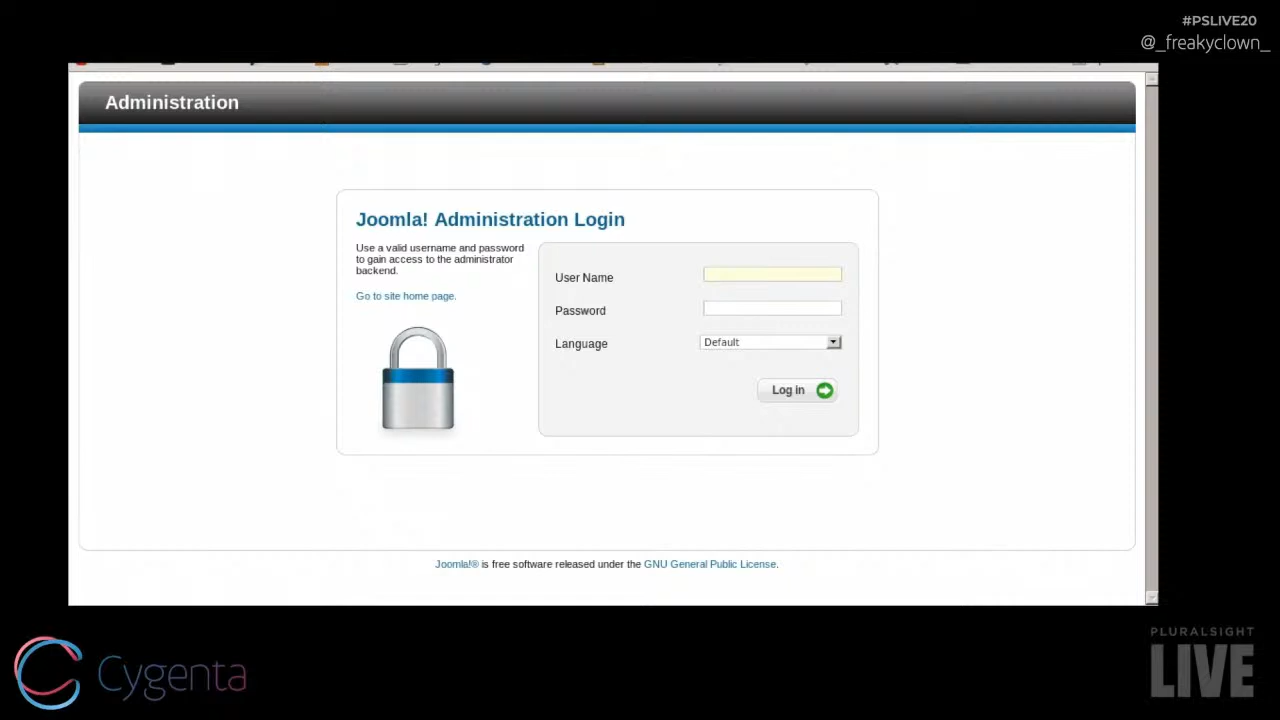 #PSLIVE20
@_freakyclown_
Administration
Joomla! Administration Login
Use a valid username and password
to gain access to the administrator
backend.
Go to site home page.
User Name
Password
Language
Default
Log in
Joomla!® is free software released under the GNU General Public License.
Cygenta
PLURALSIGHT
LIVE